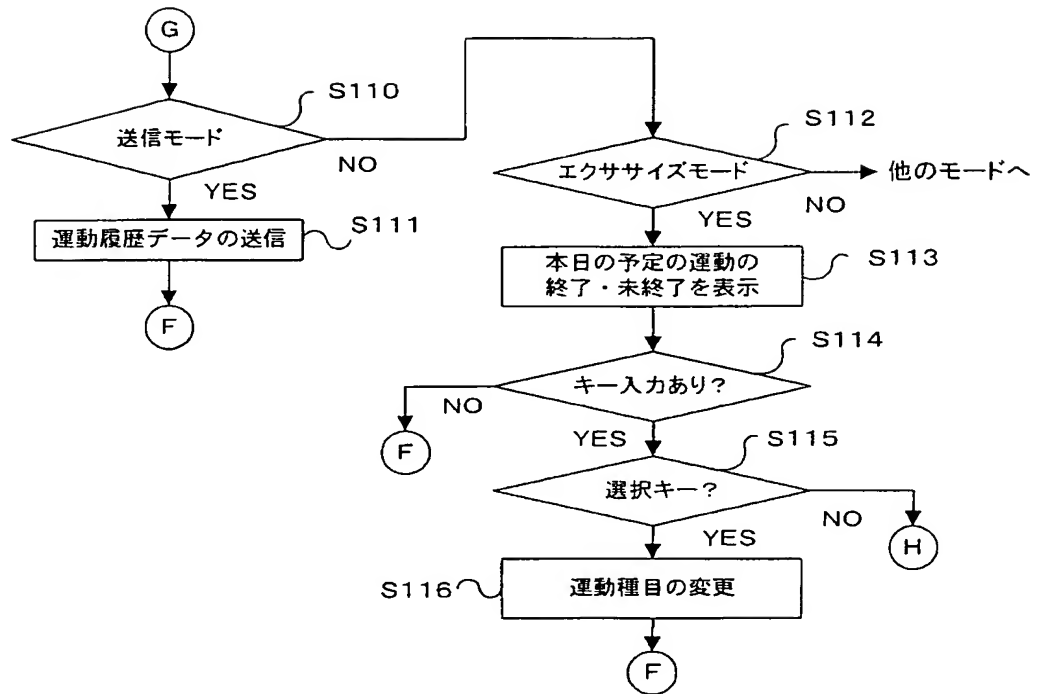 G
S110
送信モード
NO
YES
運動履歴データの送信
S111
F
S112
エクササイズモード
他のモードへ
NO
YES
本日の予定の運動の
終了・未終了を表示
S113
S114
キー入力あり?
NO
F
YES
S115
選択キー?
NO
H
YES
S116
運動種目の変更
F